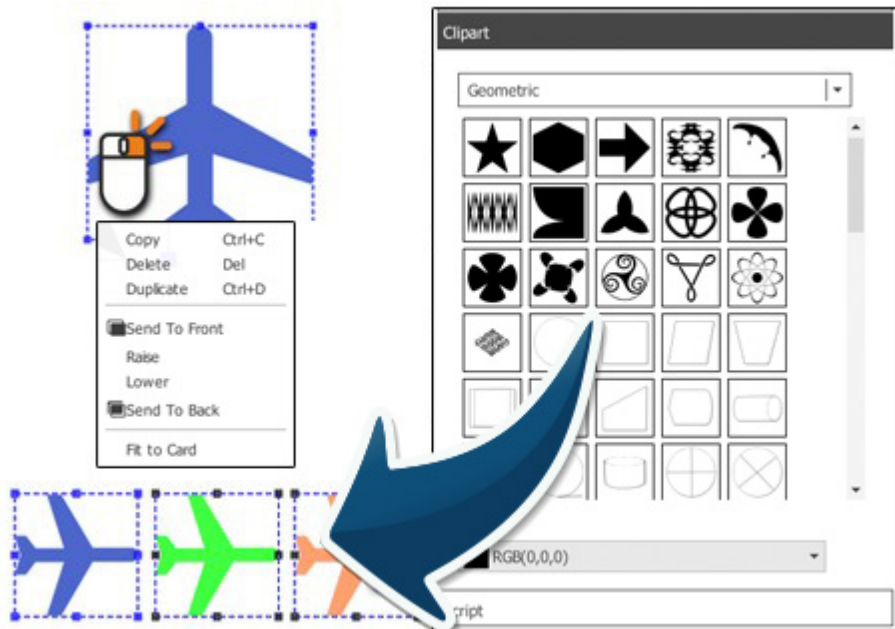 Clipart
Geometric
Copy Ctrl+C
Delete Del
Duplicate Ctrl+D
Send To Front
Raise
Lower
Send To Back
Fit to Card
RGB(0,0,0)
cript